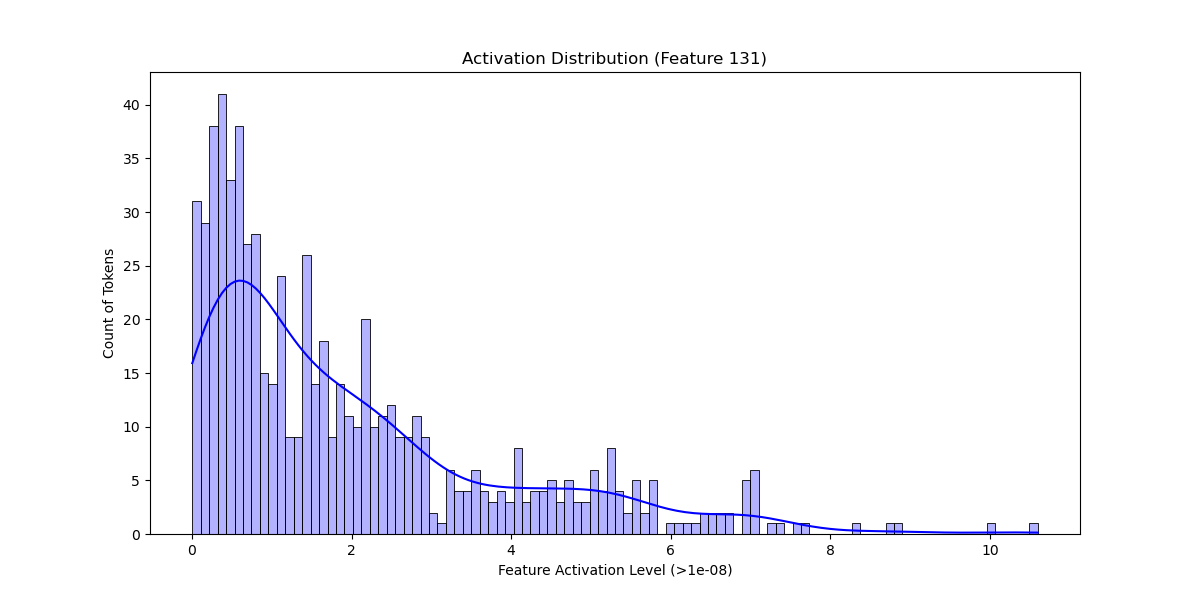 Activation Distribution (Feature 131)
Count of Tokens
40
35
30
25
20
15
10
5
0
0 2 4 6 8 10
Feature Activation Level (>1e-08)